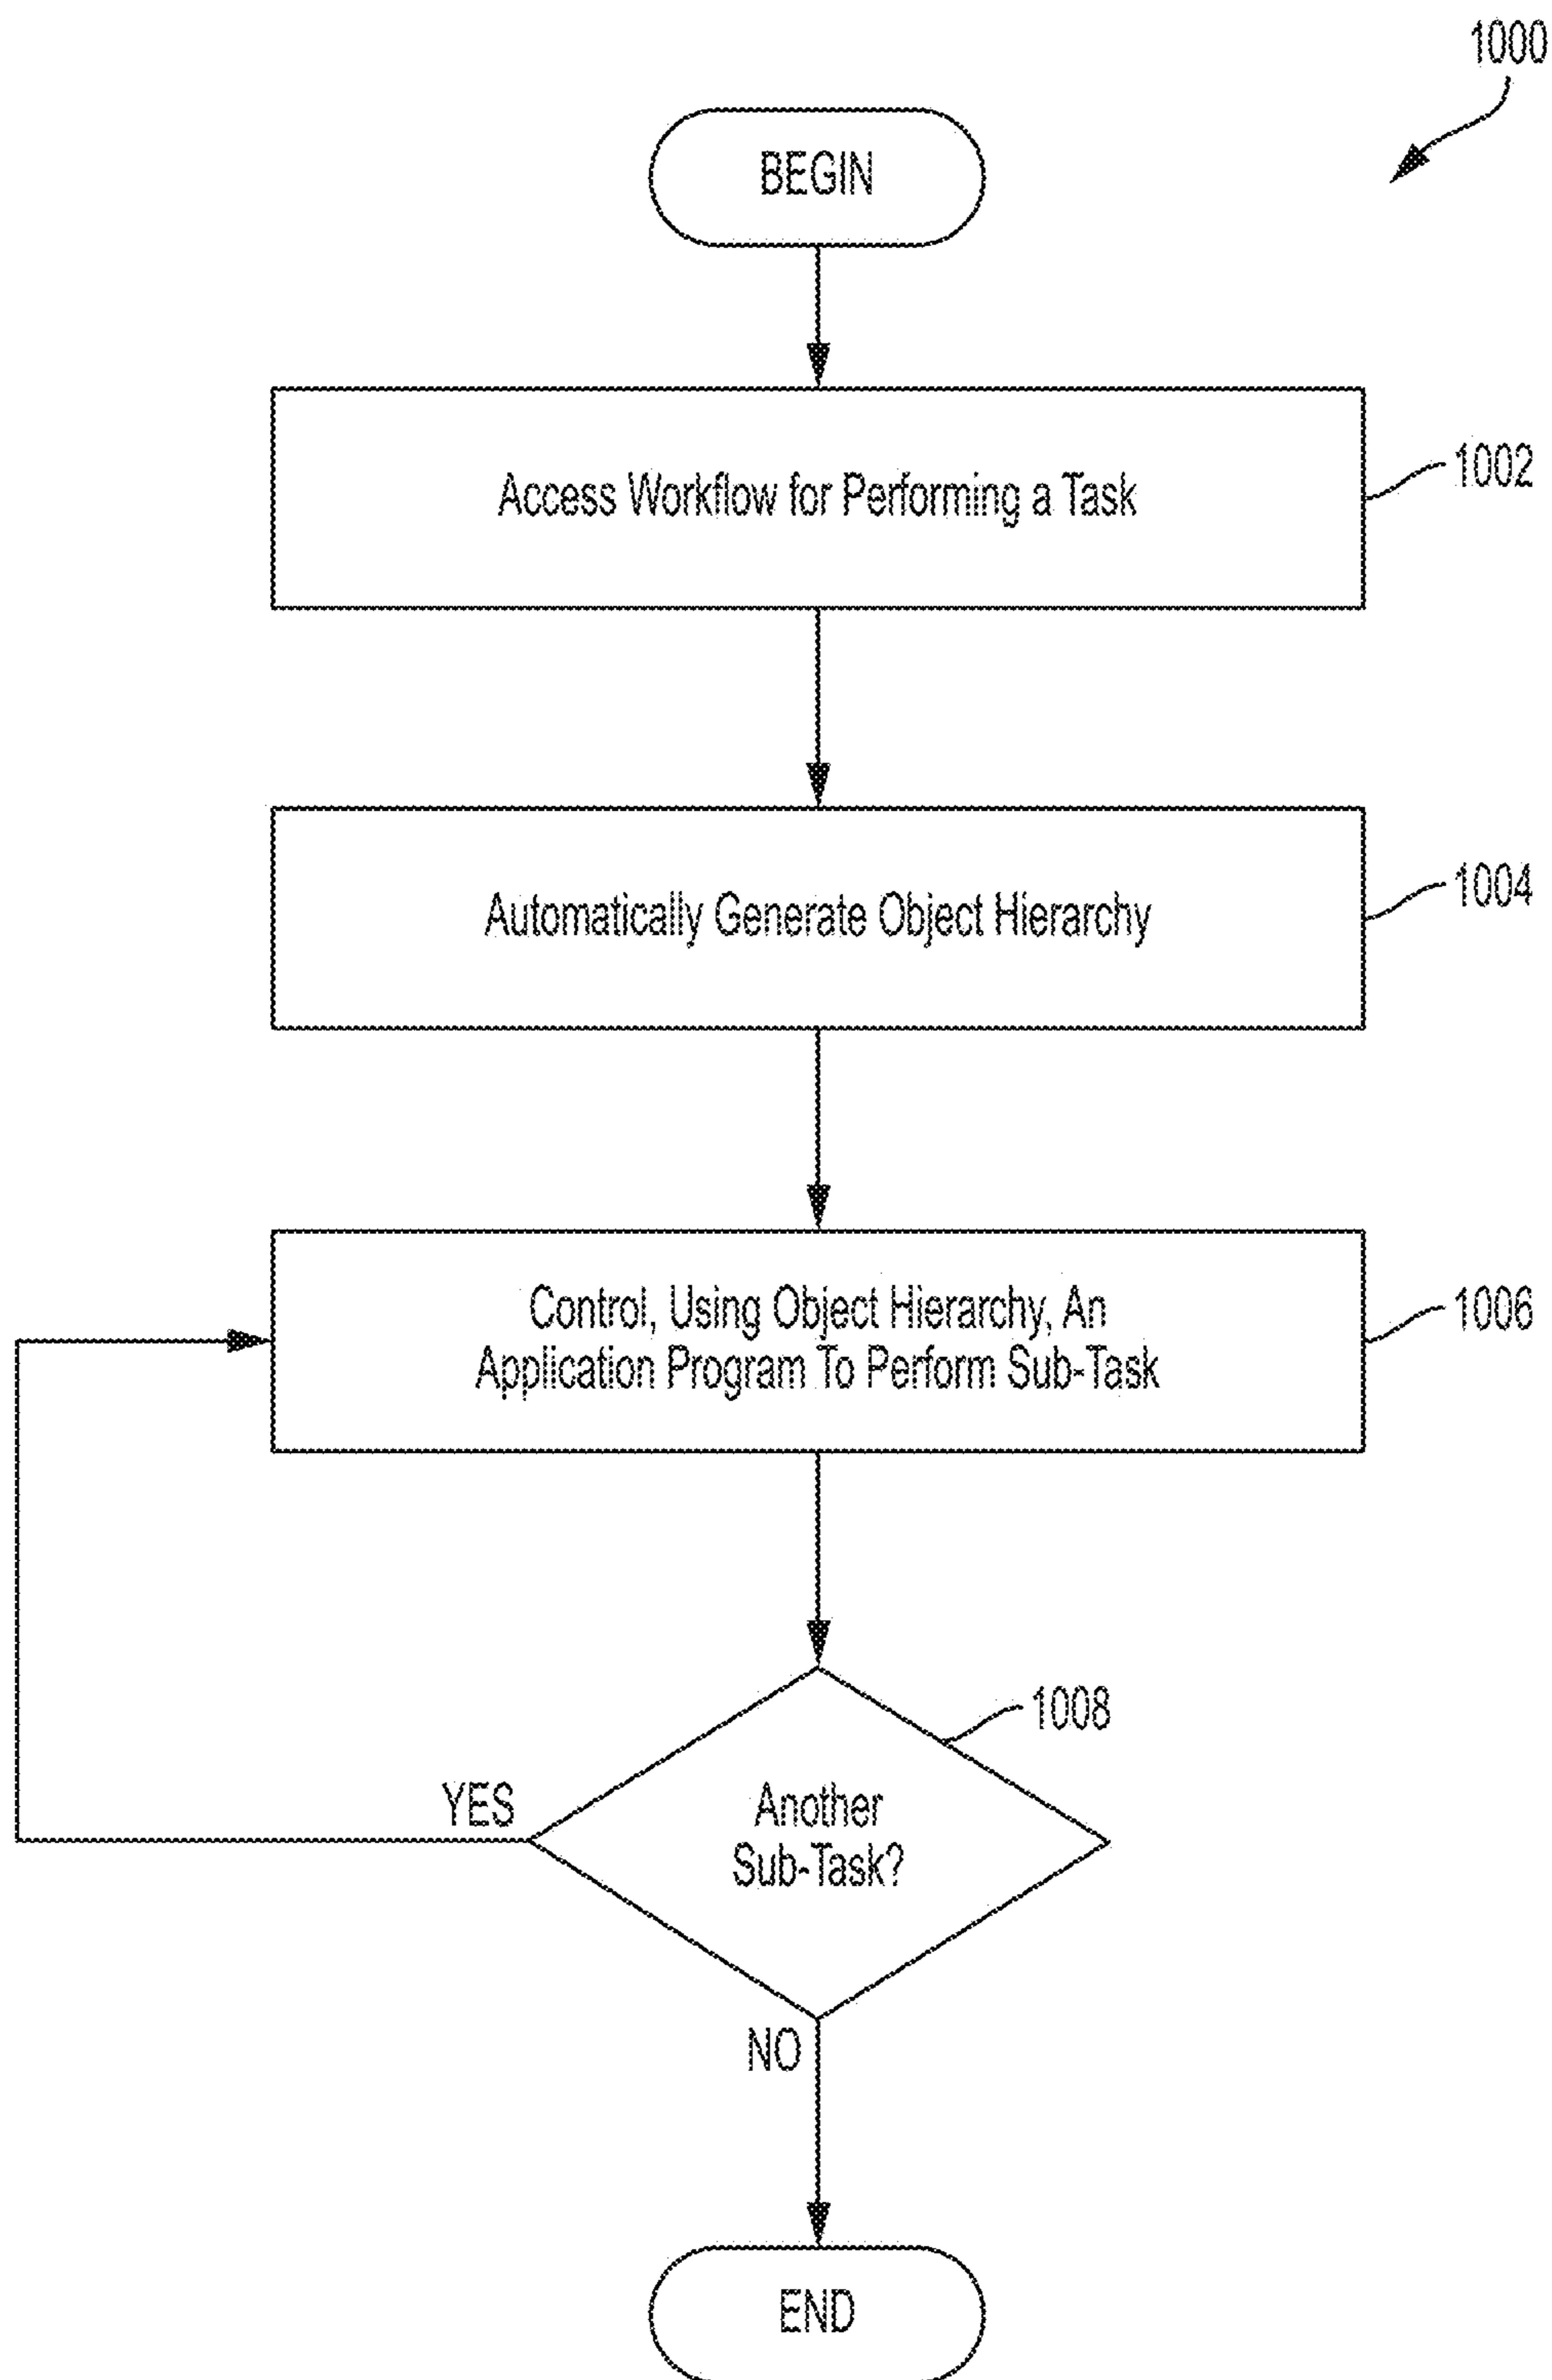 1000
BEGIN
Access Workflow for Performing a Task
1002
Automatically Generate Object Hierarchy
1004
Control, Using Object Hierarchy, An
Application Program To Perform Sub-Task
1006
1008
Another
Sub-Task?
YES
NO
END